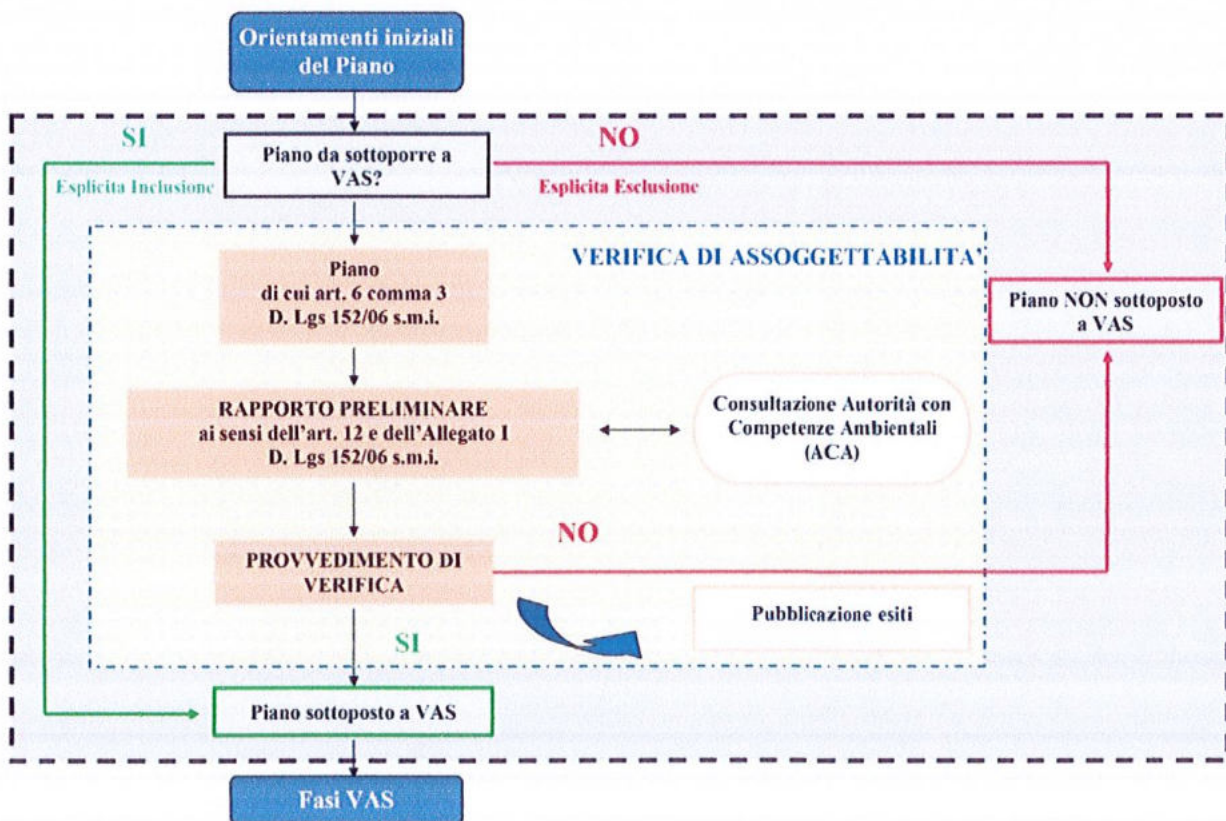 Orientamenti iniziali
del Piano
SI
NO
Piano da sottoporre a
VAS?
Esplicita Inclusione
Esplicita Esclusione
VERIFICA DI ASSOGGETTABILITA'
Piano
di cui art. 6 comma 3
D. Lgs 152/06 s.m.i.
Piano NON sottoposto
a VAS
RAPPORTO PRELIMINARE
ai sensi dell'art. 12 e dell'Allegato I
D. Lgs 152/06 s.m.i.
Consultazione Autorità con
Competenze Ambientali
(ACA)
NO
PROVVEDIMENTO DI
VERIFICA
Pubblicazione esiti
SI
Piano sottoposto a VAS
Fasi VAS